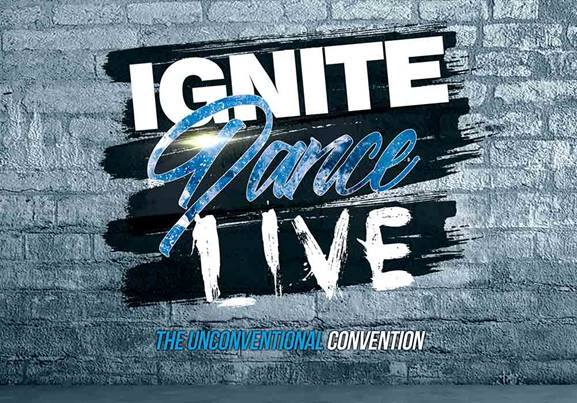 IGNITE
Dance
LIVE
THE UNCONVENTIONAL CONVENTION